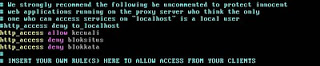 # We strongly recommend the following be uncommented to protect innocent
# web applications running on the proxy server who think the only
# one who can access services on "localhost" is a local user
#http_access deny to_localhost
http_access allow kecuali
http_access deny bloksitus
http_access deny blokkata
#
# INSERT YOUR OWN RULE(S) HERE TO ALLOW ACCESS FROM YOUR CLIENTS